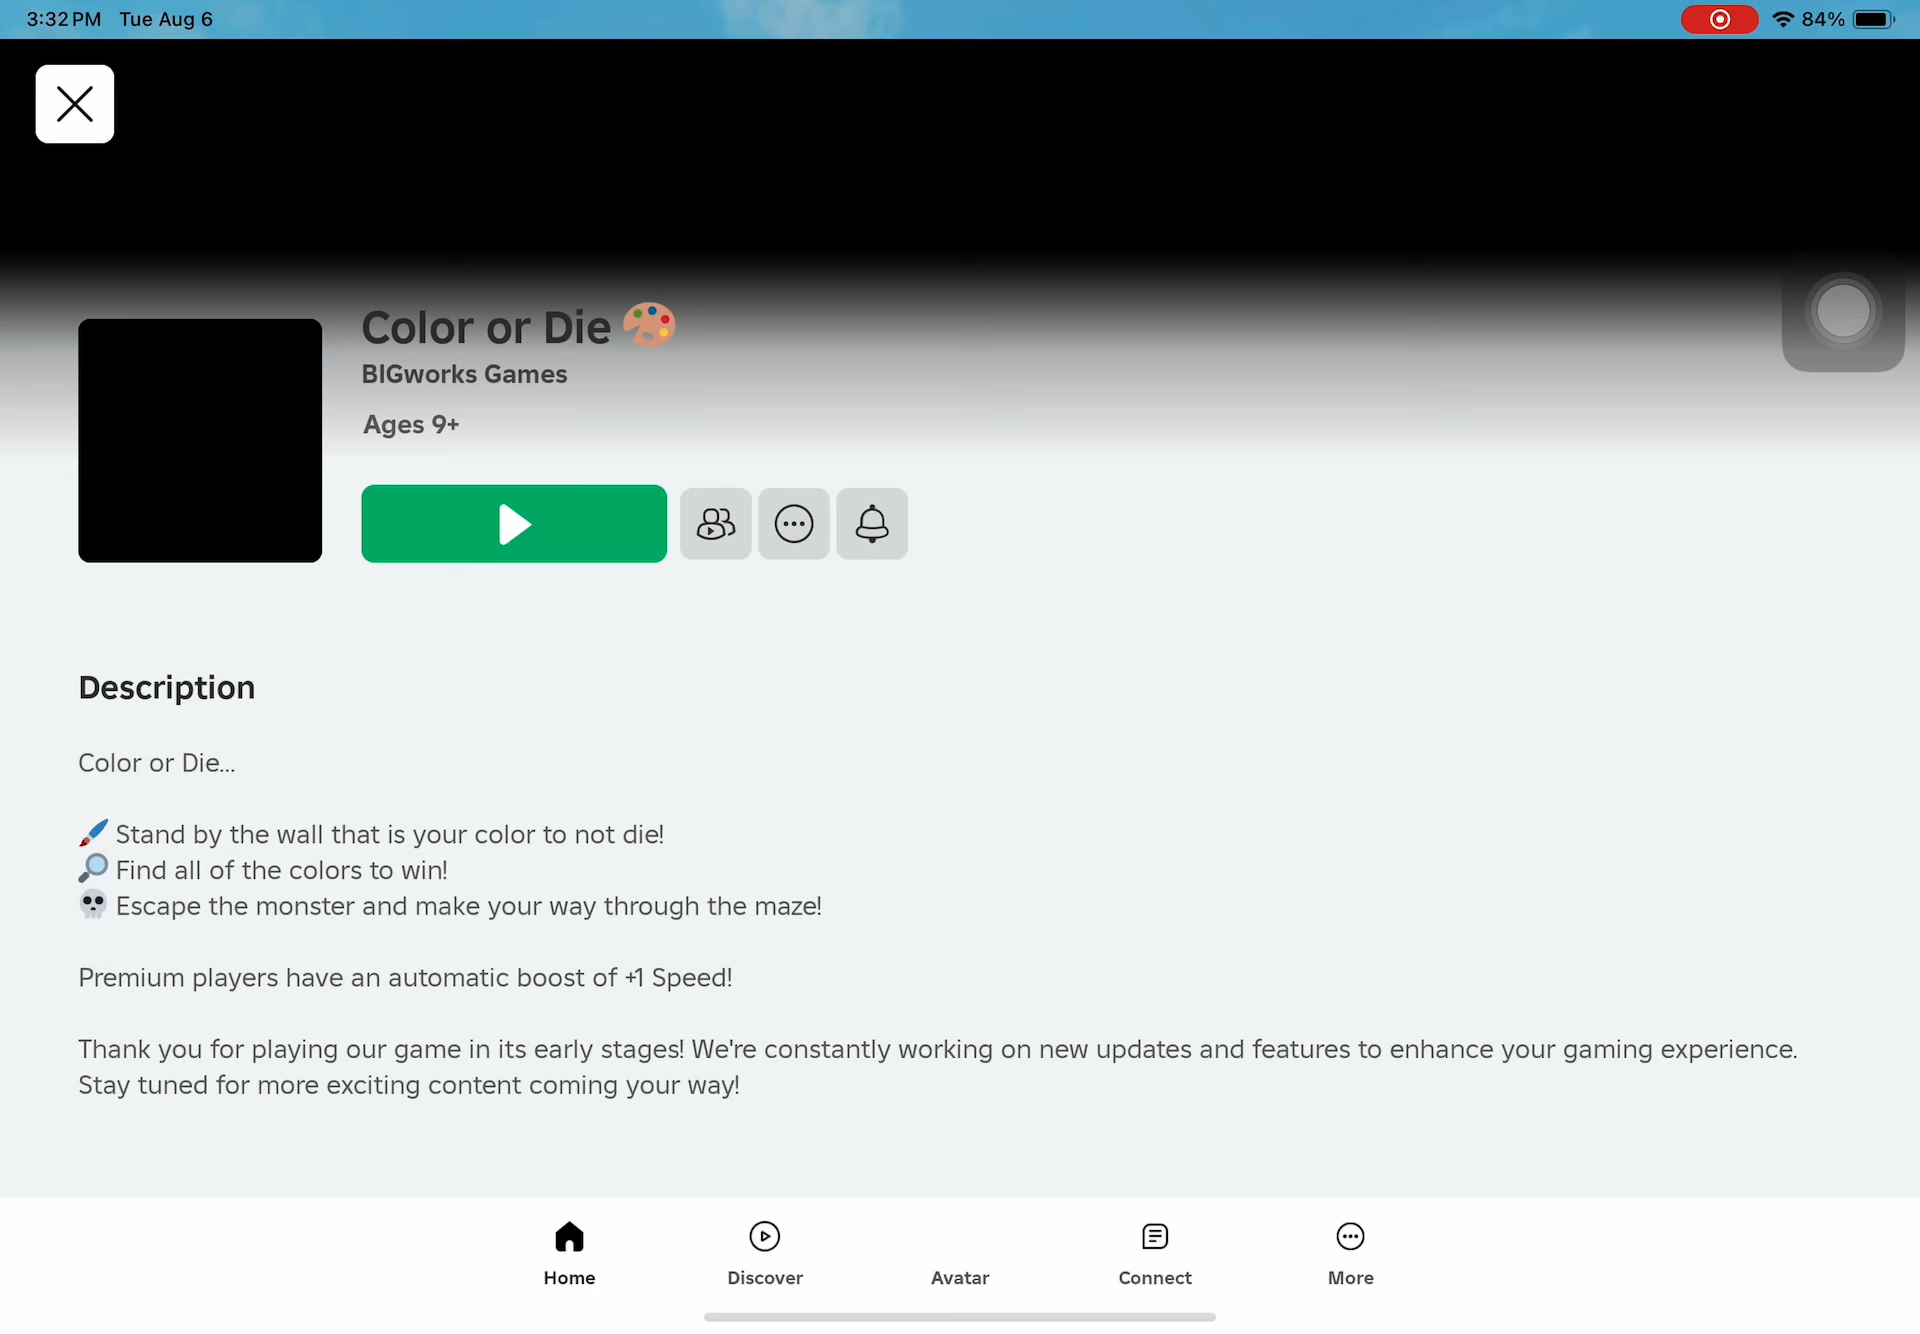 3:32 PM Tue Aug 6
84%
Color or Die 🎨
BIGworks Games
Ages 9+
Description
Color or Die...
🖌️ Stand by the wall that is your color to not die!
🔎 Find all of the colors to win!
💀 Escape the monster and make your way through the maze!
Premium players have an automatic boost of +1 Speed!
Thank you for playing our game in its early stages! We're constantly working on new updates and features to enhance your gaming experience.
Stay tuned for more exciting content coming your way!
Home Discover Avatar Connect More